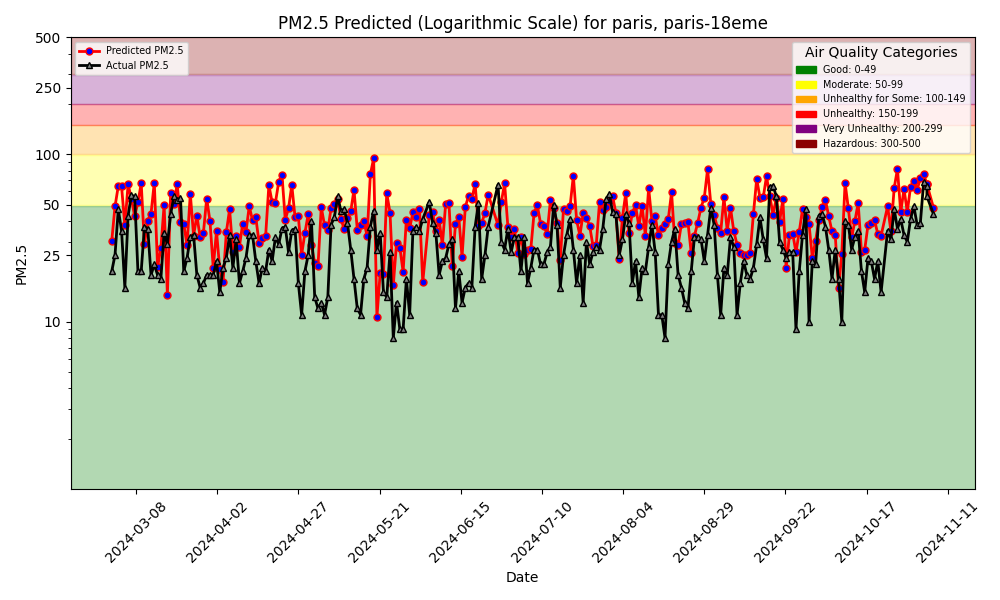 PM2.5 Predicted (Logarithmic Scale) for paris, paris-18eme
Predicted PM2.5
Actual PM2.5
Air Quality Categories
Good: 0-49
Moderate: 50-99
Unhealthy for Some: 100-149
Unhealthy: 150-199
Very Unhealthy: 200-299
Hazardous: 300-500
500
250
100
50
25
10
PM2.5
2024-03-08
2024-04-02
2024-04-27
2024-05-21
2024-06-15
2024-07-10
2024-08-04
2024-08-29
2024-09-22
2024-10-17
2024-11-11
Date